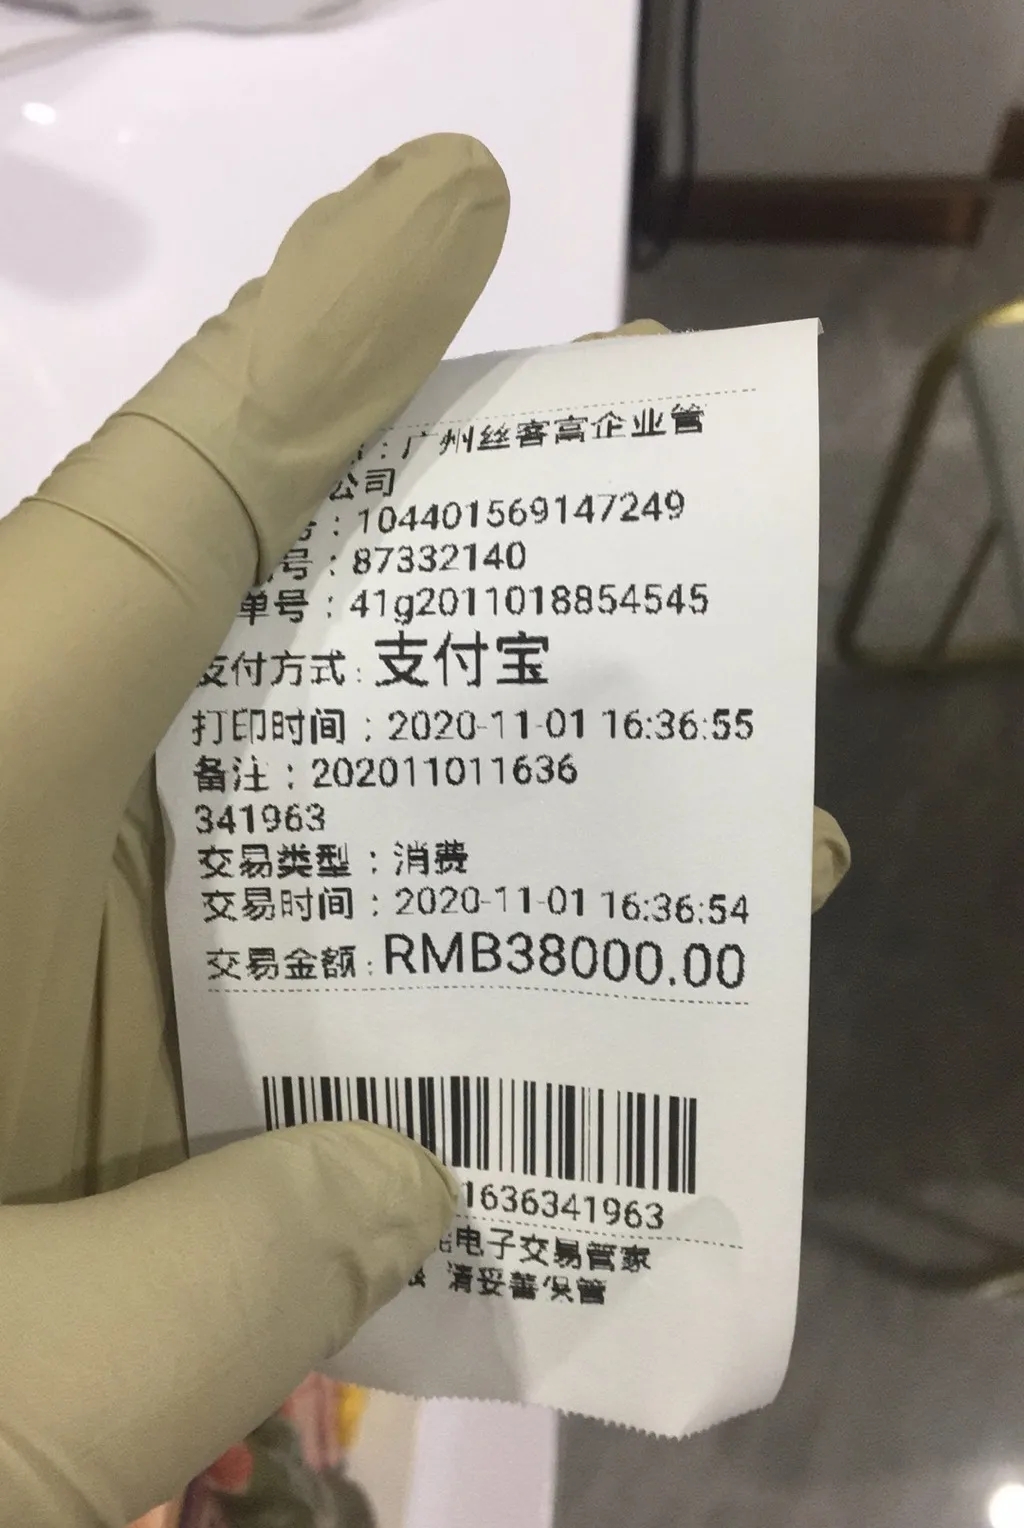 ：广州丝客富企业管
公司
号：104401569147249
号：87332140
单号：41g2011018854545
支付方式：支付宝
打印时间：2020-11-01 16:36:55
备注：202011011636
341963
交易类型：消费
交易时间：2020-11-01 16:36:54
交易金额：RMB38000.00
1636341963
电子交易管家
请妥善保管